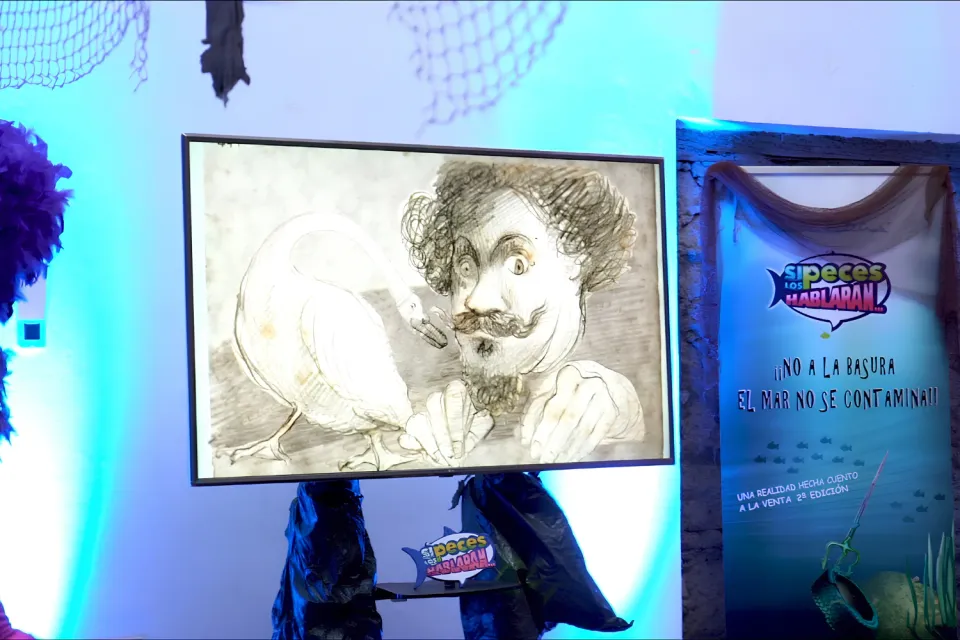 SI peces
LOS HABLARAN...
¡¡NO A LA BASURA
EL MAR NO SE CONTAMINA!!
UNA REALIDAD HECHA CUENTO
A LA VENTA 2ª EDICIÓN
SI peces
LOS HABLARAN...